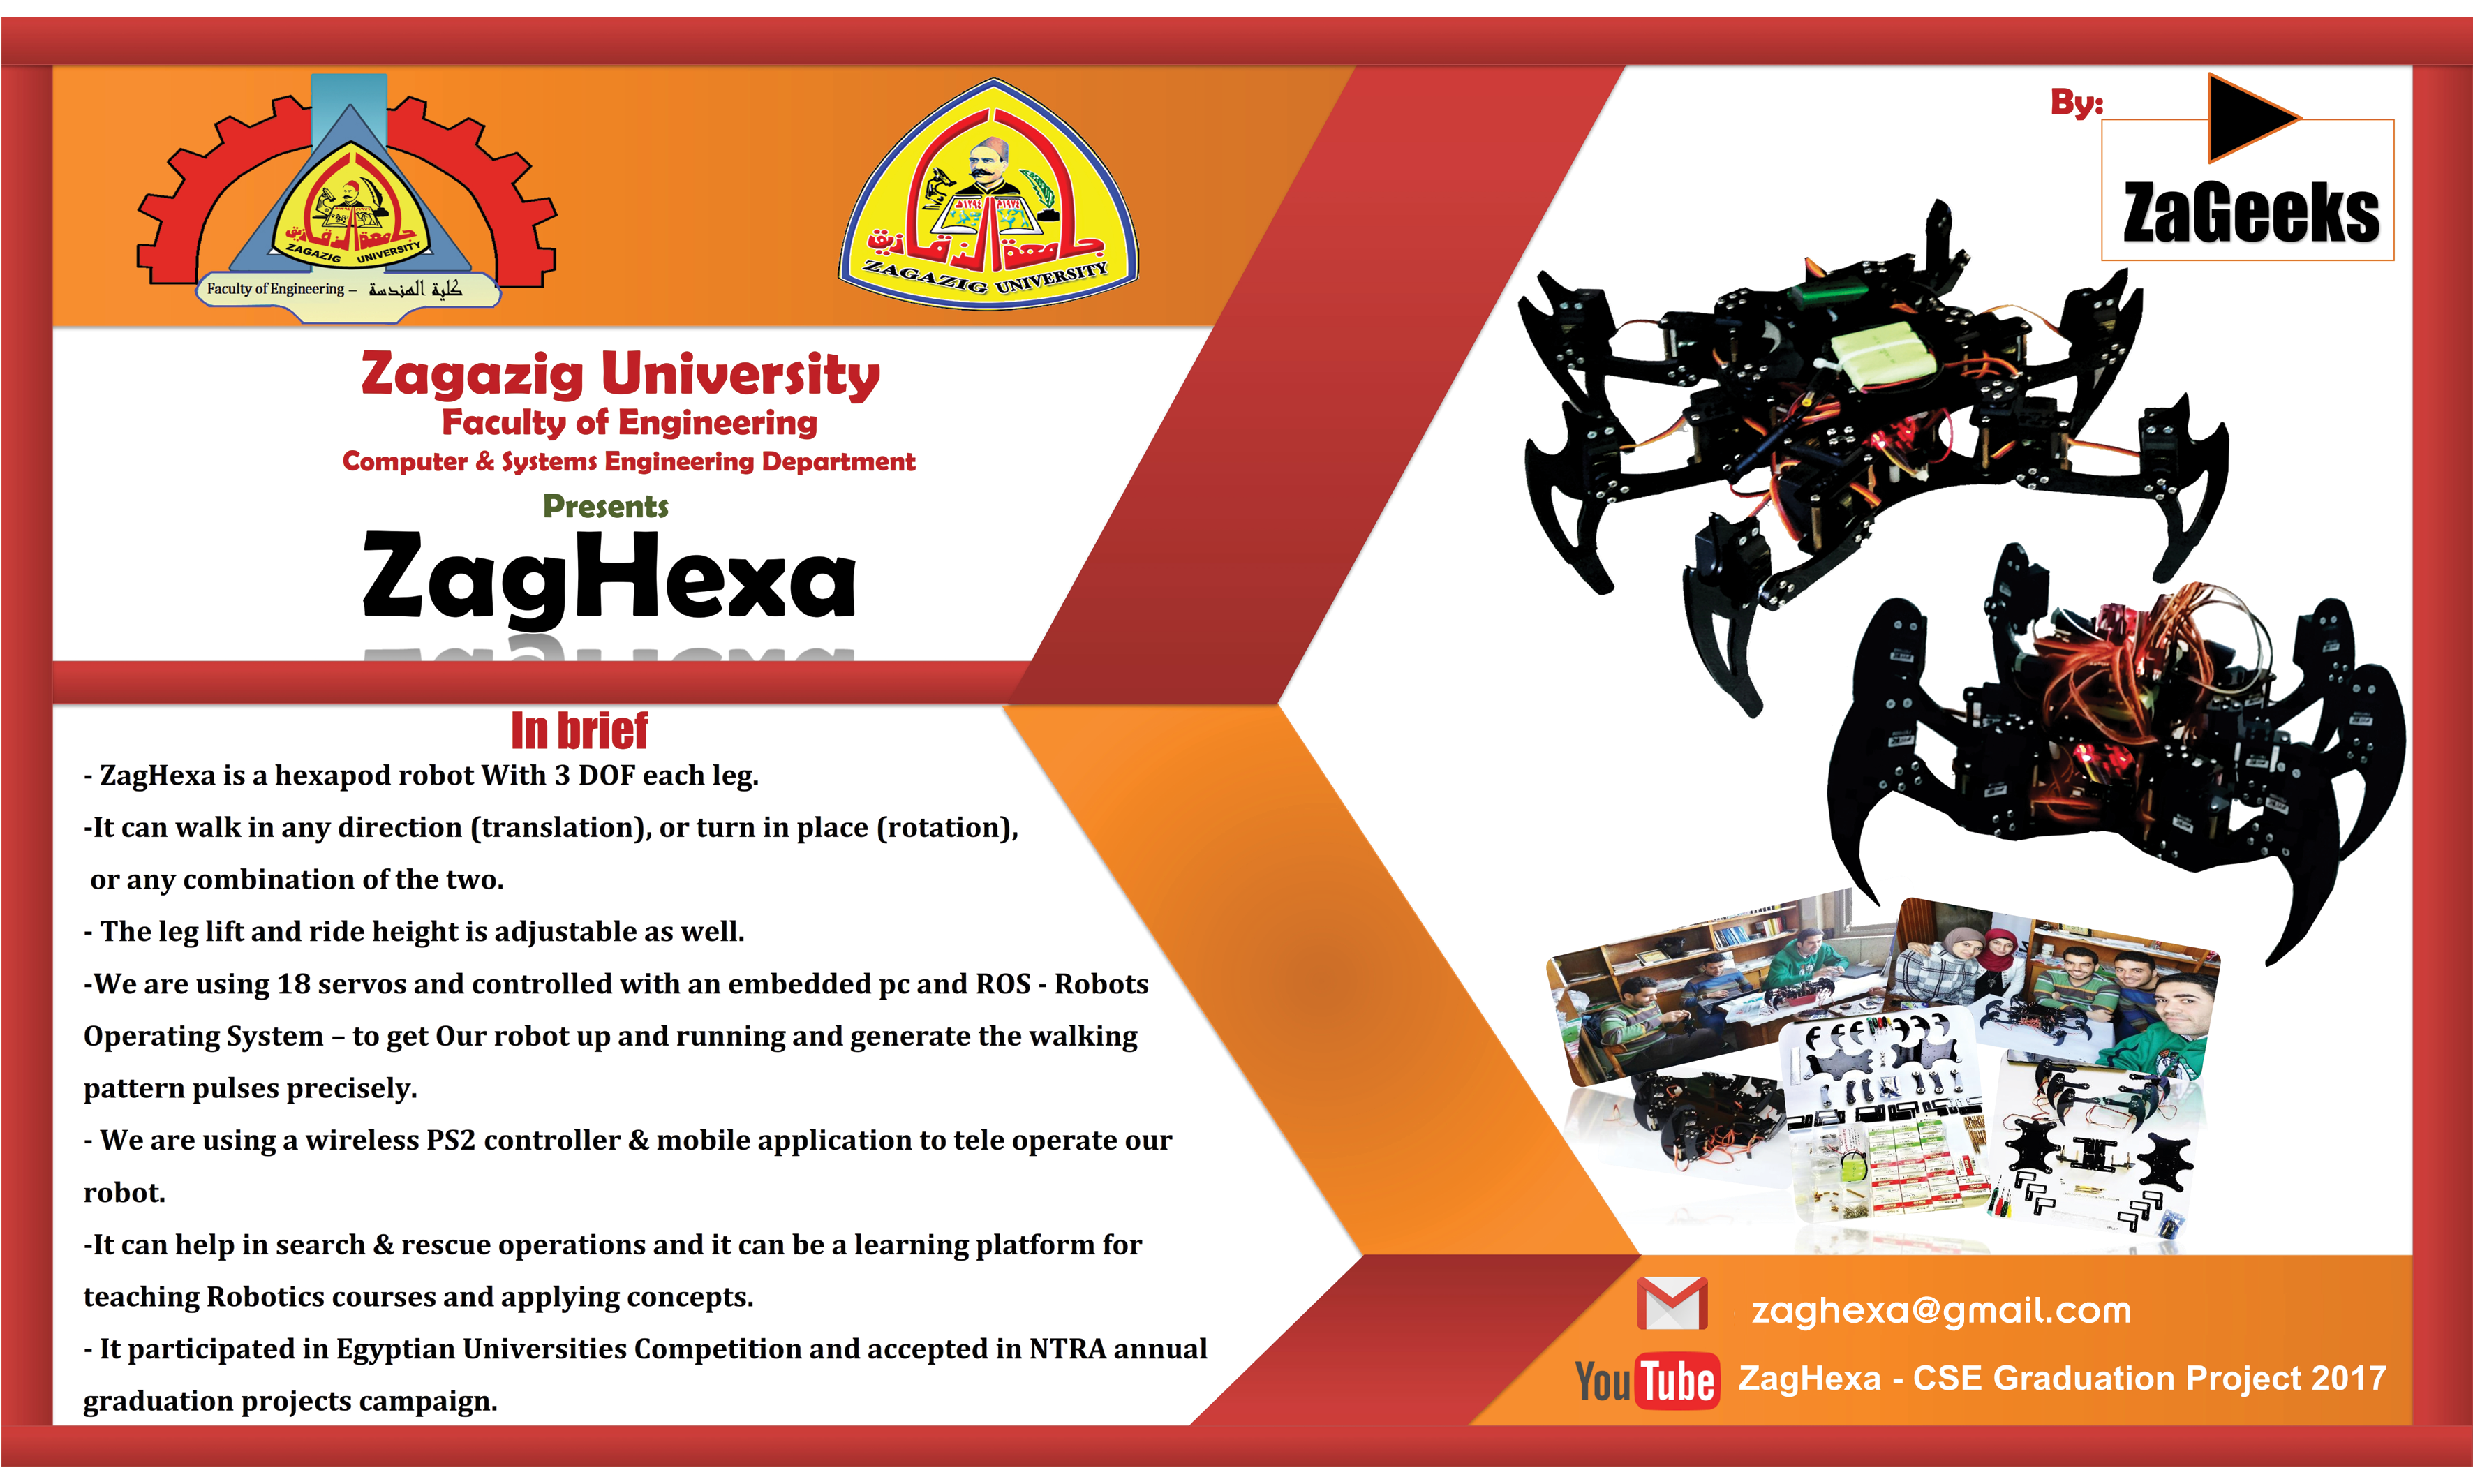 Faculty of Engineering – كلية الهندسة
جامعة الزقازيق
ZAGAZIG UNIVERSITY
١٣٩٤هـ ١٩٧٤م
جامعة الزقازيق
ZAGAZIG UNIVERSITY
Zagazig University
Faculty of Engineering
Computer & Systems Engineering Department
Presents
ZagHexa
In brief
- ZagHexa is a hexapod robot With 3 DOF each leg.
-It can walk in any direction (translation), or turn in place (rotation),
or any combination of the two.
- The leg lift and ride height is adjustable as well.
-We are using 18 servos and controlled with an embedded pc and ROS - Robots
Operating System – to get Our robot up and running and generate the walking
pattern pulses precisely.
- We are using a wireless PS2 controller & mobile application to tele operate our
robot.
-It can help in search & rescue operations and it can be a learning platform for
teaching Robotics courses and applying concepts.
- It participated in Egyptian Universities Competition and accepted in NTRA annual
graduation projects campaign.
By:
ZaGeeks
zaghexa@gmail.com
YouTube ZagHexa - CSE Graduation Project 2017